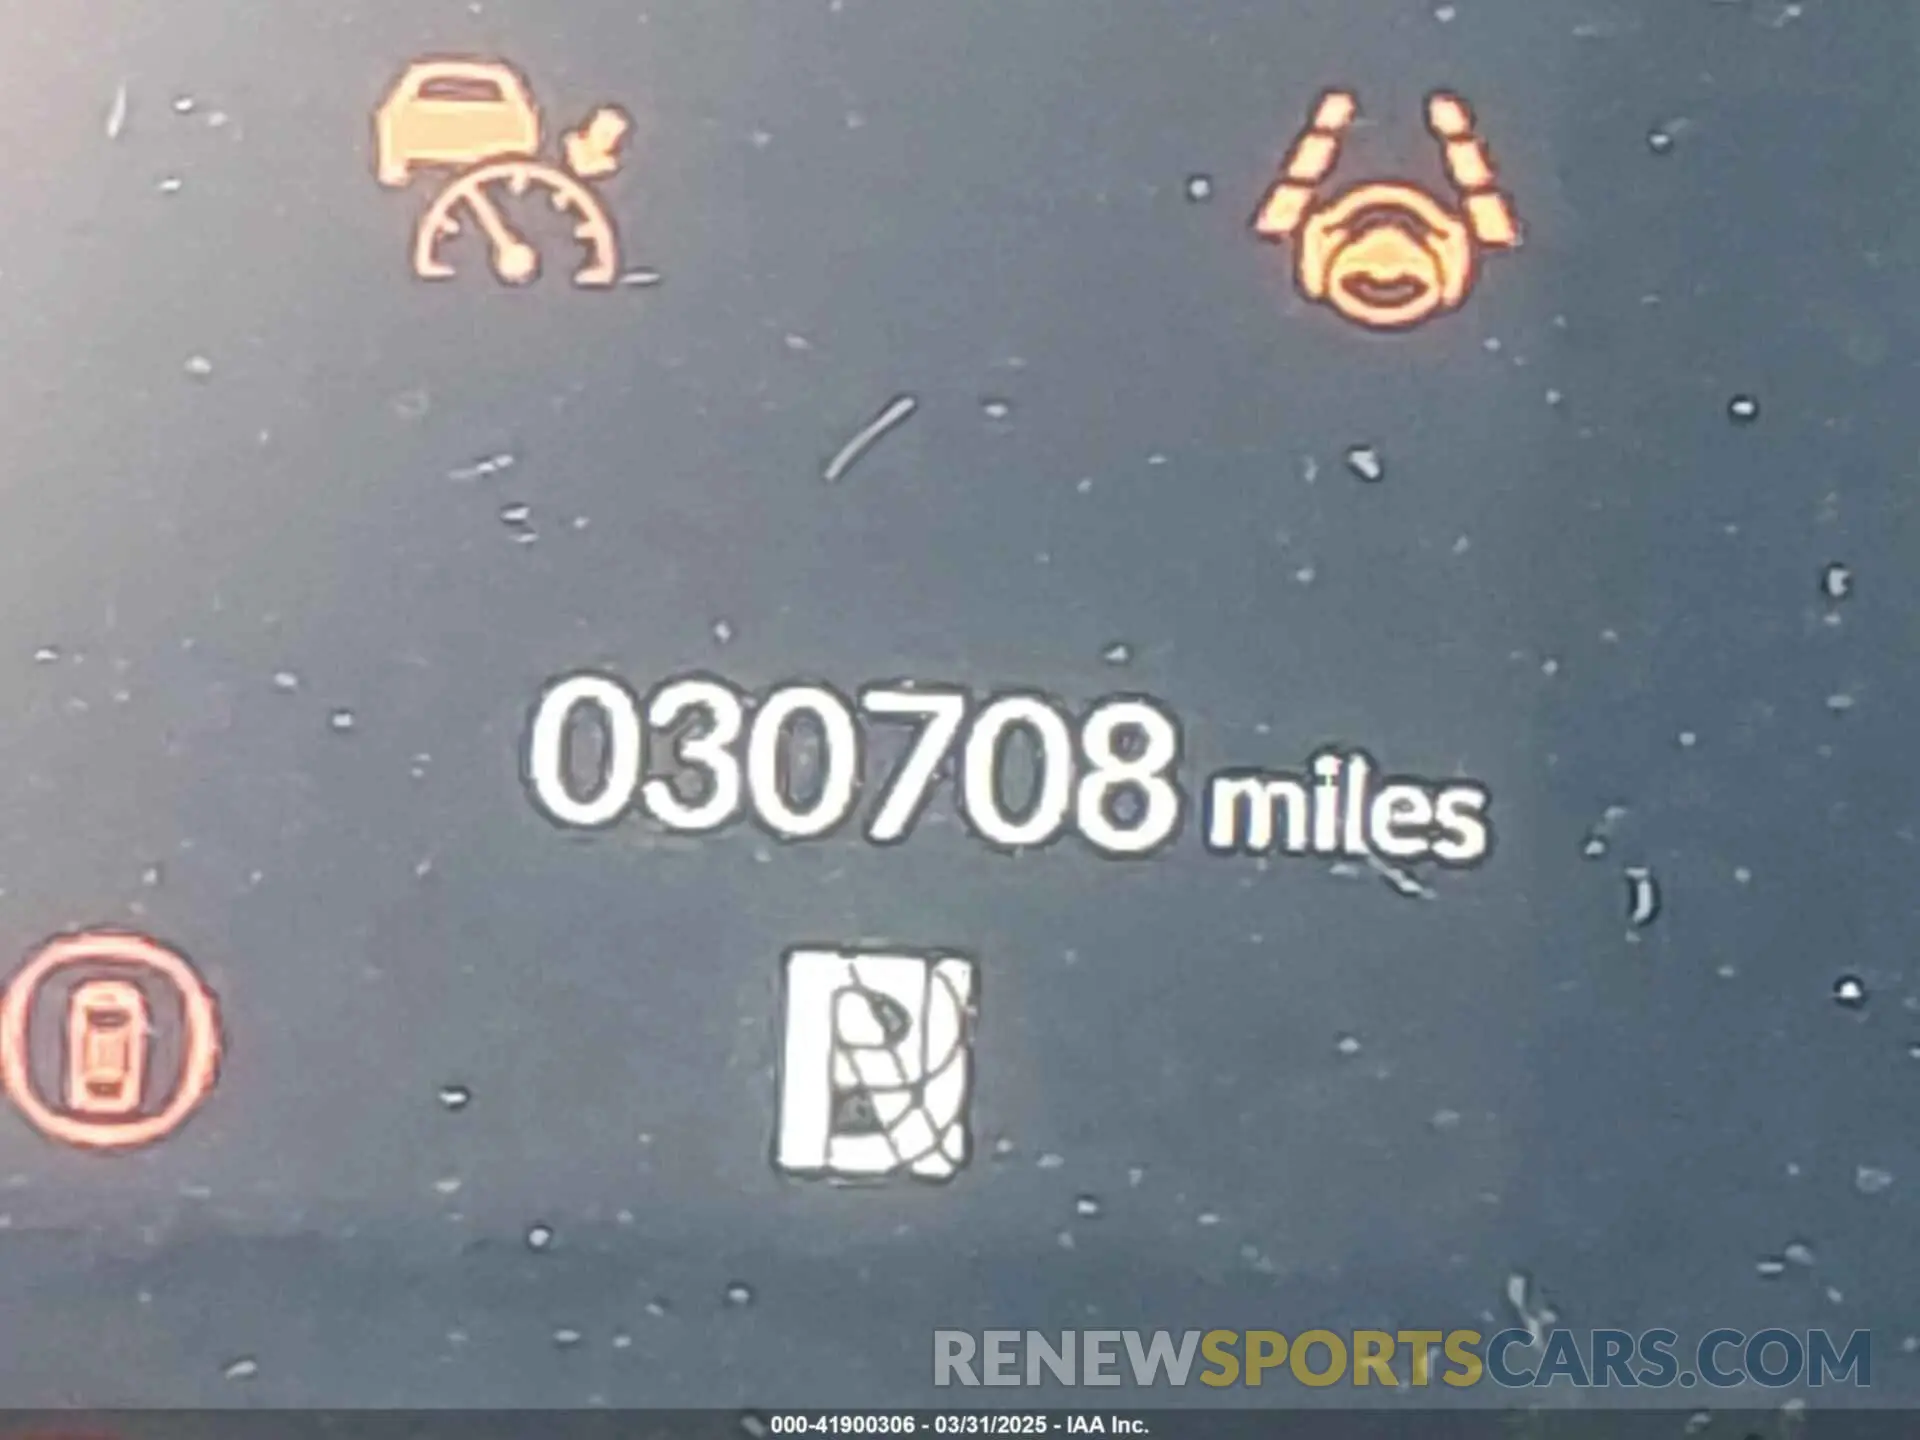 030708 miles
RENEWSPORTSCARS.COM
000-41900306 - 03/31/2025 - IAA Inc.